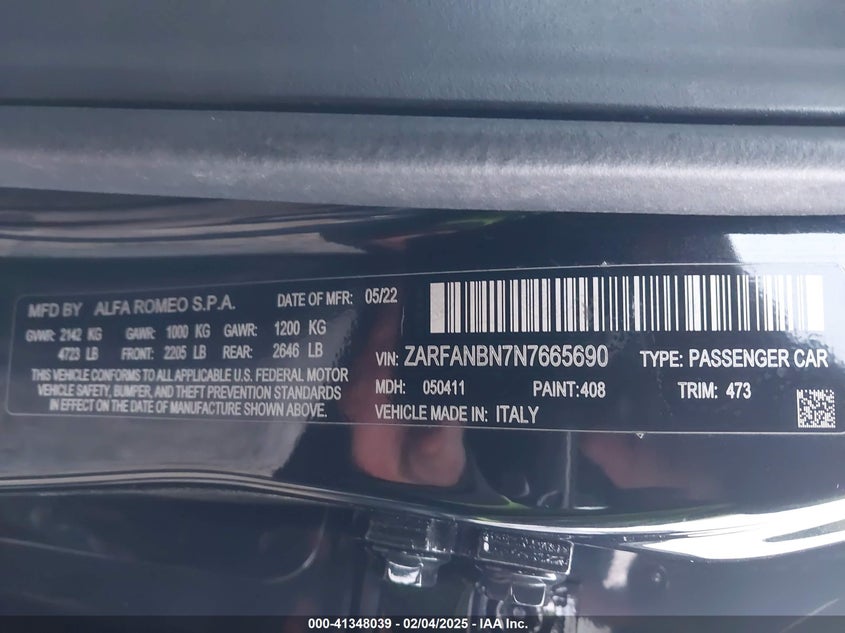 MFD BY ALFA ROMEO S.P.A. DATE OF MFR: 05/22
GVWR: 2142 KG GAWR: 1000 KG GAWR: 1200 KG
4723 LB FRONT: 2205 LB REAR: 2646 LB
THIS VEHICLE CONFORMS TO ALL APPLICABLE U.S. FEDERAL MOTOR
VEHICLE SAFETY, BUMPER, AND THEFT PREVENTION STANDARDS
IN EFFECT ON THE DATE OF MANUFACTURE SHOWN ABOVE.
VIN: ZARFANBN7N7665690 TYPE: PASSENGER CAR
MDH: 050411 PAINT:408 TRIM: 473
VEHICLE MADE IN: ITALY
000-41348039 - 02/04/2025 - IAA Inc.